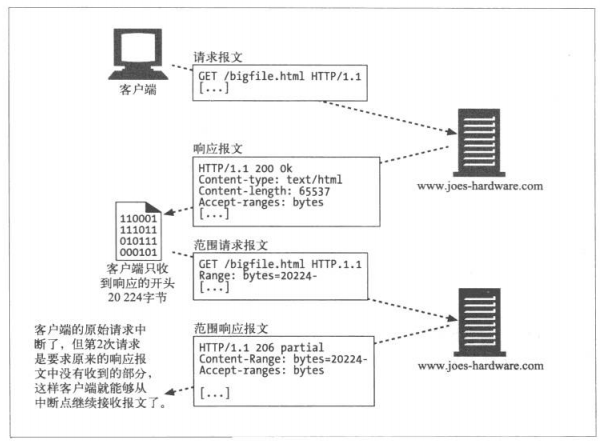 请求报文
GET /bigfile.html HTTP/1.1
[...]
客户端
响应报文
HTTP/1.1 200 Ok
Content-type: text/html
Content-length: 65537
Accept-ranges: bytes
[...]
www.joes-hardware.com
110001
111011
010111
000101
客户端只收
到响应的开头
20 224字节
范围请求报文
GET /bigfile.html HTTP.1.1
Range: bytes=20224-
[...]
客户端的原始请求中
断了，但第2次请求
是要求原来的响应报
文中没有收到的部分，
这样客户端就能够从
中断点继续接收报文了。
范围响应报文
HTTP/1.1 206 partial
Content-Range: bytes=20224-
Accept-ranges: bytes
[...]
www.joes-hardware.com